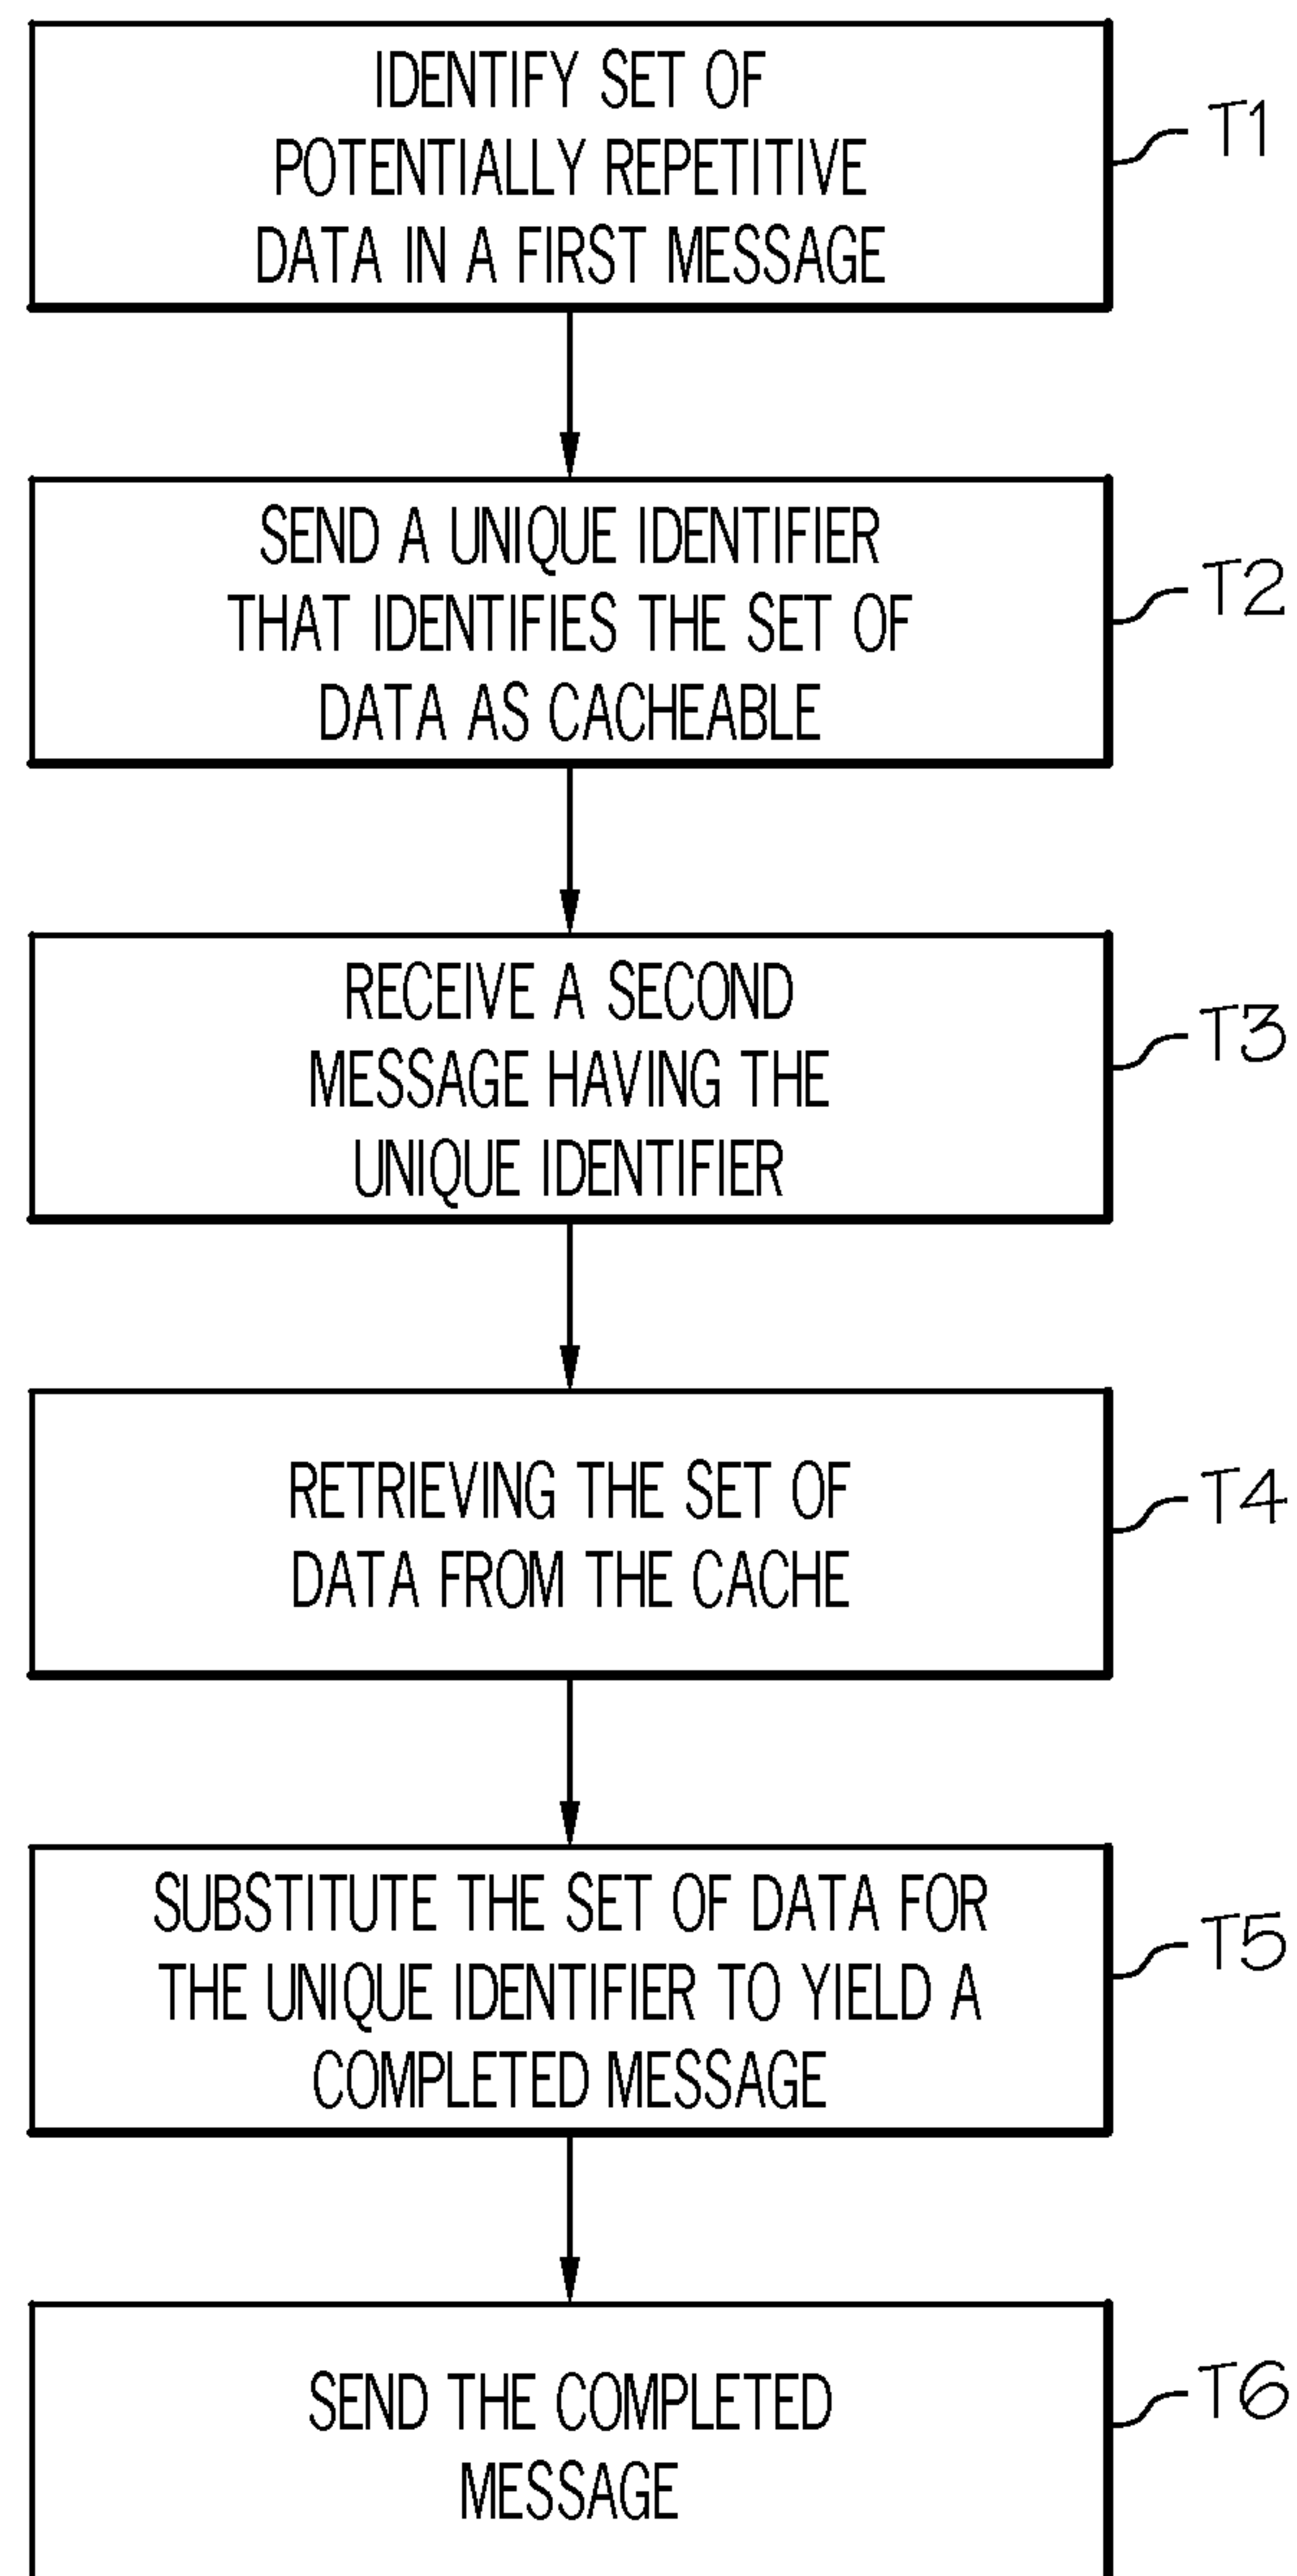 IDENTIFY SET OF
POTENTIALLY REPETITIVE
DATA IN A FIRST MESSAGE
T1
SEND A UNIQUE IDENTIFIER
THAT IDENTIFIES THE SET OF
DATA AS CACHEABLE
T2
RECEIVE A SECOND
MESSAGE HAVING THE
UNIQUE IDENTIFIER
T3
RETRIEVING THE SET OF
DATA FROM THE CACHE
T4
SUBSTITUTE THE SET OF DATA FOR
THE UNIQUE IDENTIFIER TO YIELD A
COMPLETED MESSAGE
T5
SEND THE COMPLETED
MESSAGE
T6